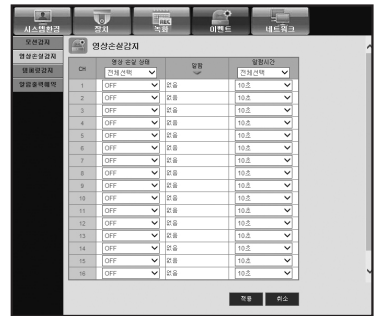 시스템환경 장치 녹화 이벤트 네트워크
모션감지
영상손실감지
탬퍼링감지
알람출력예약
영상손실감지
CH 영상 손실 상태 알람 알람시간
전체선택 전체선택
1 OFF 없음 10초
2 OFF 없음 10초
3 OFF 없음 10초
4 OFF 없음 10초
5 OFF 없음 10초
6 OFF 없음 10초
7 OFF 없음 10초
8 OFF 없음 10초
9 OFF 없음 10초
10 OFF 없음 10초
11 OFF 없음 10초
12 OFF 없음 10초
13 OFF 없음 10초
14 OFF 없음 10초
15 OFF 없음 10초
16 OFF 없음 10초
적용 취소